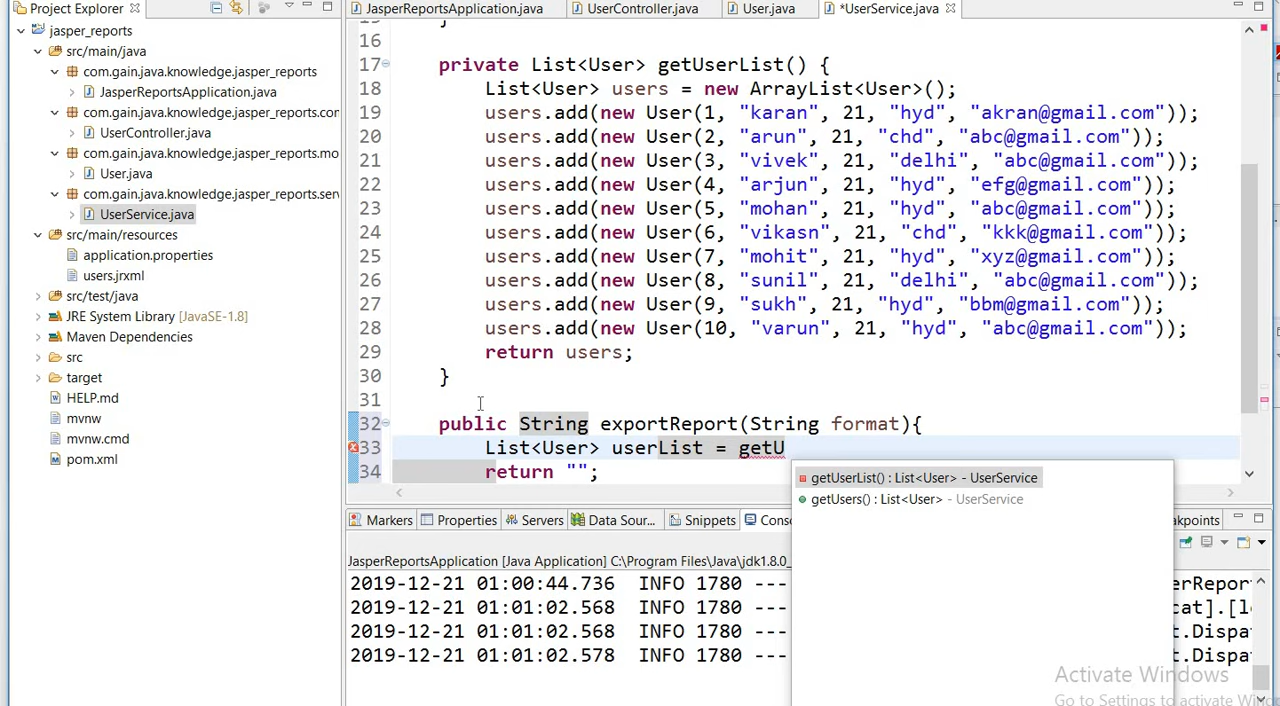 Project Explorer
JasperReportsApplication.java
UserController.java
User.java
*UserService.java
jasper_reports
src/main/java
com.gain.java.knowledge.jasper_reports
JasperReportsApplication.java
com.gain.java.knowledge.jasper_reports.con
UserController.java
com.gain.java.knowledge.jasper_reports.mo
User.java
com.gain.java.knowledge.jasper_reports.serv
UserService.java
src/main/resources
application.properties
users.jrxml
src/test/java
JRE System Library [JavaSE-1.8]
Maven Dependencies
src
target
HELP.md
mvnw
mvnw.cmd
pom.xml
15 }
16
17 private List<User> getUserList() {
18 List<User> users = new ArrayList<User>();
19 users.add(new User(1, "karan", 21, "hyd", "akran@gmail.com"));
20 users.add(new User(2, "arun", 21, "chd", "abc@gmail.com"));
21 users.add(new User(3, "vivek", 21, "delhi", "abc@gmail.com"));
22 users.add(new User(4, "arjun", 21, "hyd", "efg@gmail.com"));
23 users.add(new User(5, "mohan", 21, "hyd", "abc@gmail.com"));
24 users.add(new User(6, "vikasn", 21, "chd", "kkk@gmail.com"));
25 users.add(new User(7, "mohit", 21, "hyd", "xyz@gmail.com"));
26 users.add(new User(8, "sunil", 21, "delhi", "abc@gmail.com"));
27 users.add(new User(9, "sukh", 21, "hyd", "bbm@gmail.com"));
28 users.add(new User(10, "varun", 21, "hyd", "abc@gmail.com"));
29 return users;
30 }
31
32 public String exportReport(String format){
33 List<User> userList = getU
34 return "";
getUserList() : List<User> - UserService
getUsers() : List<User> - UserService
Markers
Properties
Servers
Data Sour...
Snippets
Conso
akpoints
JasperReportsApplication [Java Application] C:\Program Files\Java\jdk1.8.0_
2019-12-21 01:00:44.736 INFO 1780 --- erRepor
2019-12-21 01:01:02.568 INFO 1780 --- cat].[l
2019-12-21 01:01:02.568 INFO 1780 --- t.Dispa
2019-12-21 01:01:02.578 INFO 1780 --- t.Dispa
Activate Windows
Go to Settings to activate Wind